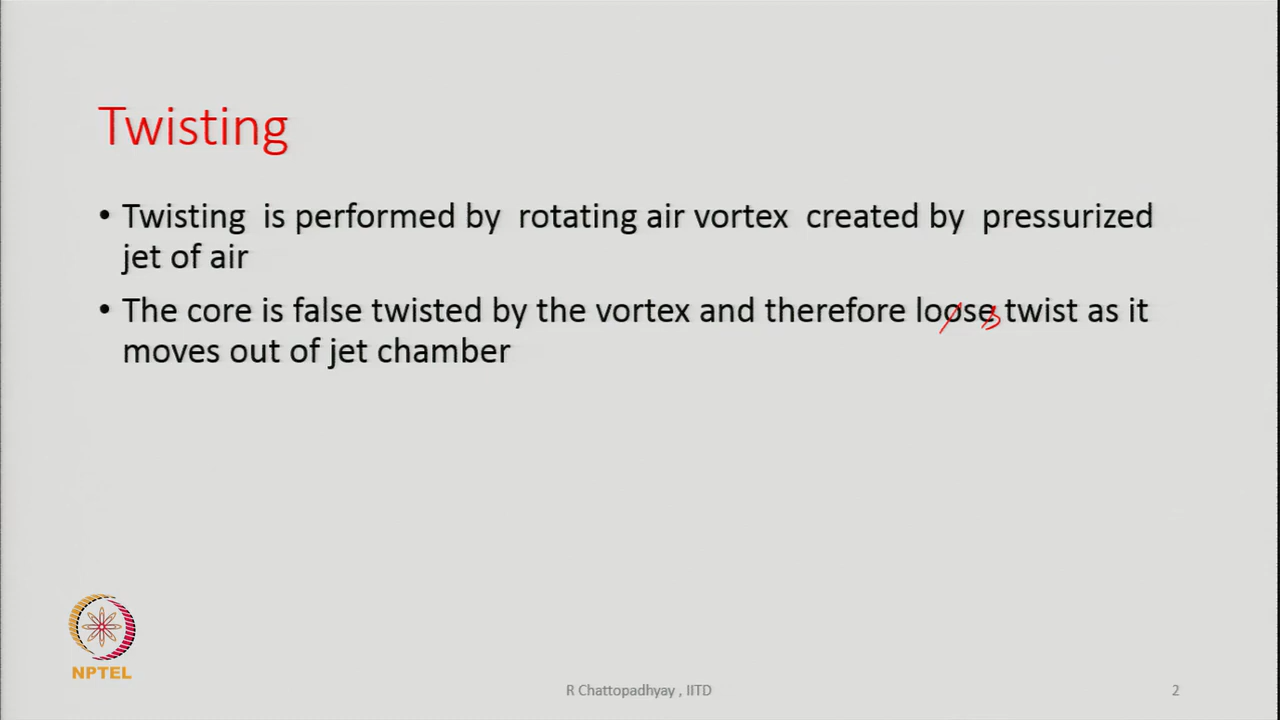 Twisting
• Twisting is performed by rotating air vortex created by pressurized
jet of air
• The core is false twisted by the vortex and therefore loose twist as it
moves out of jet chamber
NPTEL
R Chattopadhyay , IITD
2